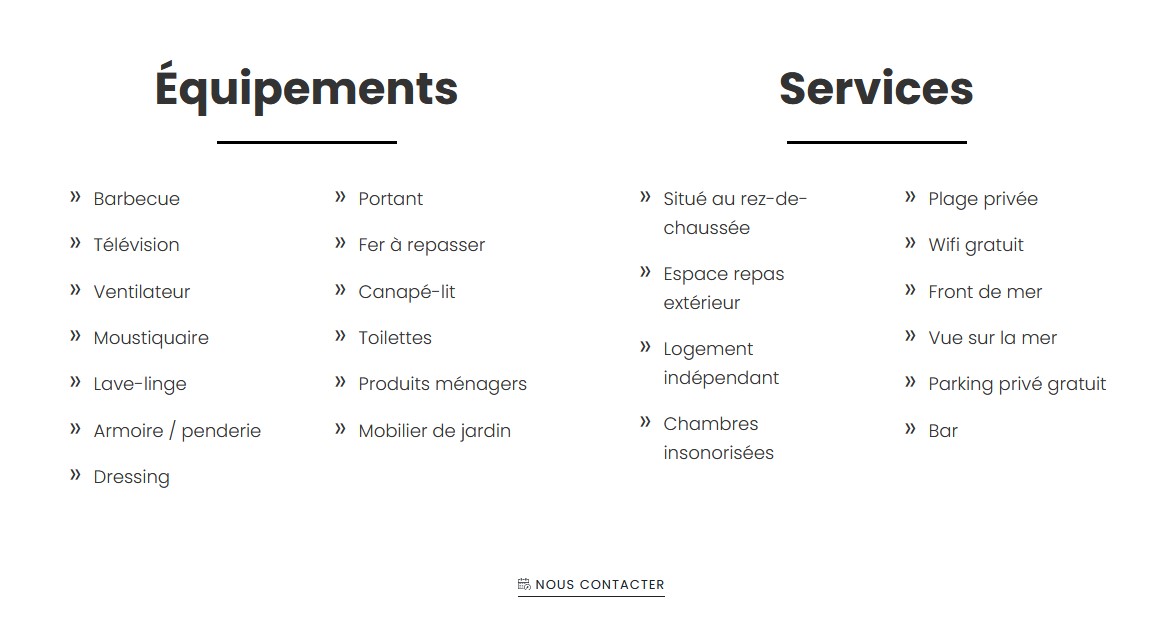 Équipements
» Barbecue
» Télévision
» Ventilateur
» Moustiquaire
» Lave-linge
» Armoire / penderie
» Dressing
» Portant
» Fer à repasser
» Canapé-lit
» Toilettes
» Produits ménagers
» Mobilier de jardin
Services
» Situé au rez-de-
chaussée
» Espace repas
extérieur
» Logement
indépendant
» Chambres
insonorisées
» Plage privée
» Wifi gratuit
» Front de mer
» Vue sur la mer
» Parking privé gratuit
» Bar
NOUS CONTACTER